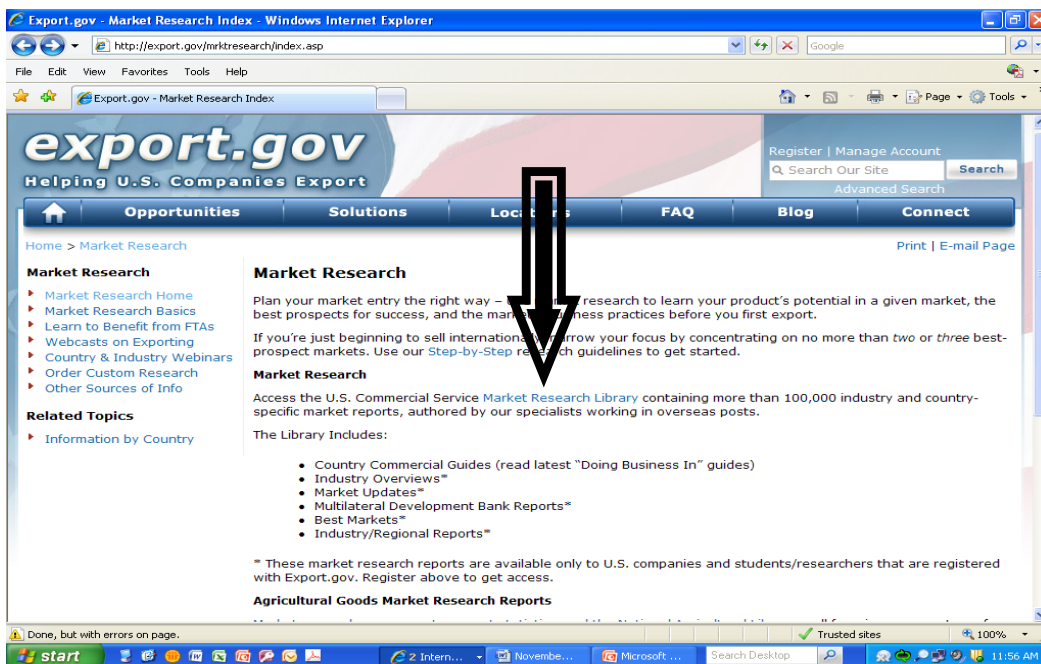 Export.gov - Market Research Index - Windows Internet Explorer
http://export.gov/mrktresearch/index.asp
Google
File Edit View Favorites Tools Help
Export.gov - Market Research Index
Page Tools
export.gov
Helping U.S. Companies Export
Register | Manage Account
Search Our Site Search
Advanced Search
Opportunities Solutions FAQ Blog Connect
Home > Market Research
Print | E-mail Page
Market Research
Market Research Home
Market Research Basics
Learn to Benefit from FTAs
Webcasts on Exporting
Country & Industry Webinars
Order Custom Research
Other Sources of Info
Related Topics
Information by Country
Market Research
Plan your market entry the right way – market research to learn your product's potential in a given market, the
best prospects for success, and the business practices before you first export.
If you're just beginning to sell internationally, narrow your focus by concentrating on no more than two or three best-
prospect markets. Use our Step-by-Step research guidelines to get started.
Market Research
Access the U.S. Commercial Service Market Research Library containing more than 100,000 industry and country-
specific market reports, authored by our specialists working in overseas posts.
The Library Includes:
• Country Commercial Guides (read latest "Doing Business In" guides)
• Industry Overviews*
• Market Updates*
• Multilateral Development Bank Reports*
• Best Markets*
• Industry/Regional Reports*
* These market research reports are available only to U.S. companies and students/researchers that are registered
with Export.gov. Register above to get access.
Agricultural Goods Market Research Reports
Done, but with errors on page.
Trusted sites
100%
start
2 Intern...
Novembe...
Microsoft ...
Search Desktop
11:56 AM